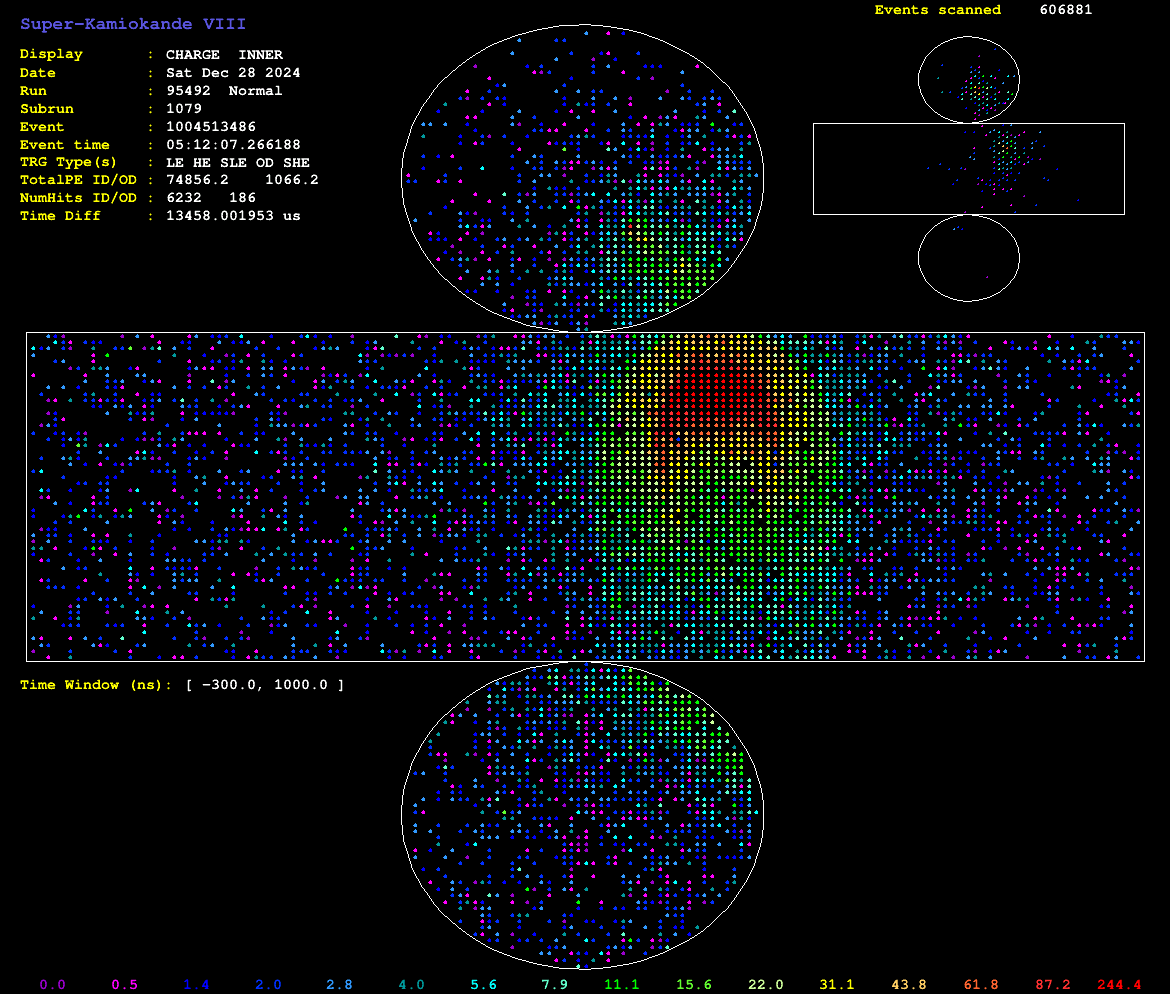 Super-Kamiokande VIII
Events scanned 606881
Display : CHARGE INNER
Date : Sat Dec 28 2024
Run : 95492 Normal
Subrun : 1079
Event : 1004513486
Event time : 05:12:07.266188
TRG Type(s) : LE HE SLE OD SHE
TotalPE ID/OD : 74856.2 1066.2
NumHits ID/OD : 6232 186
Time Diff : 13458.001953 us
Time Window (ns): [ −300.0, 1000.0 ]
0.0 0.5 1.4 2.0 2.8 4.0 5.6 7.9 11.1 15.6 22.0 31.1 43.8 61.8 87.2 244.4